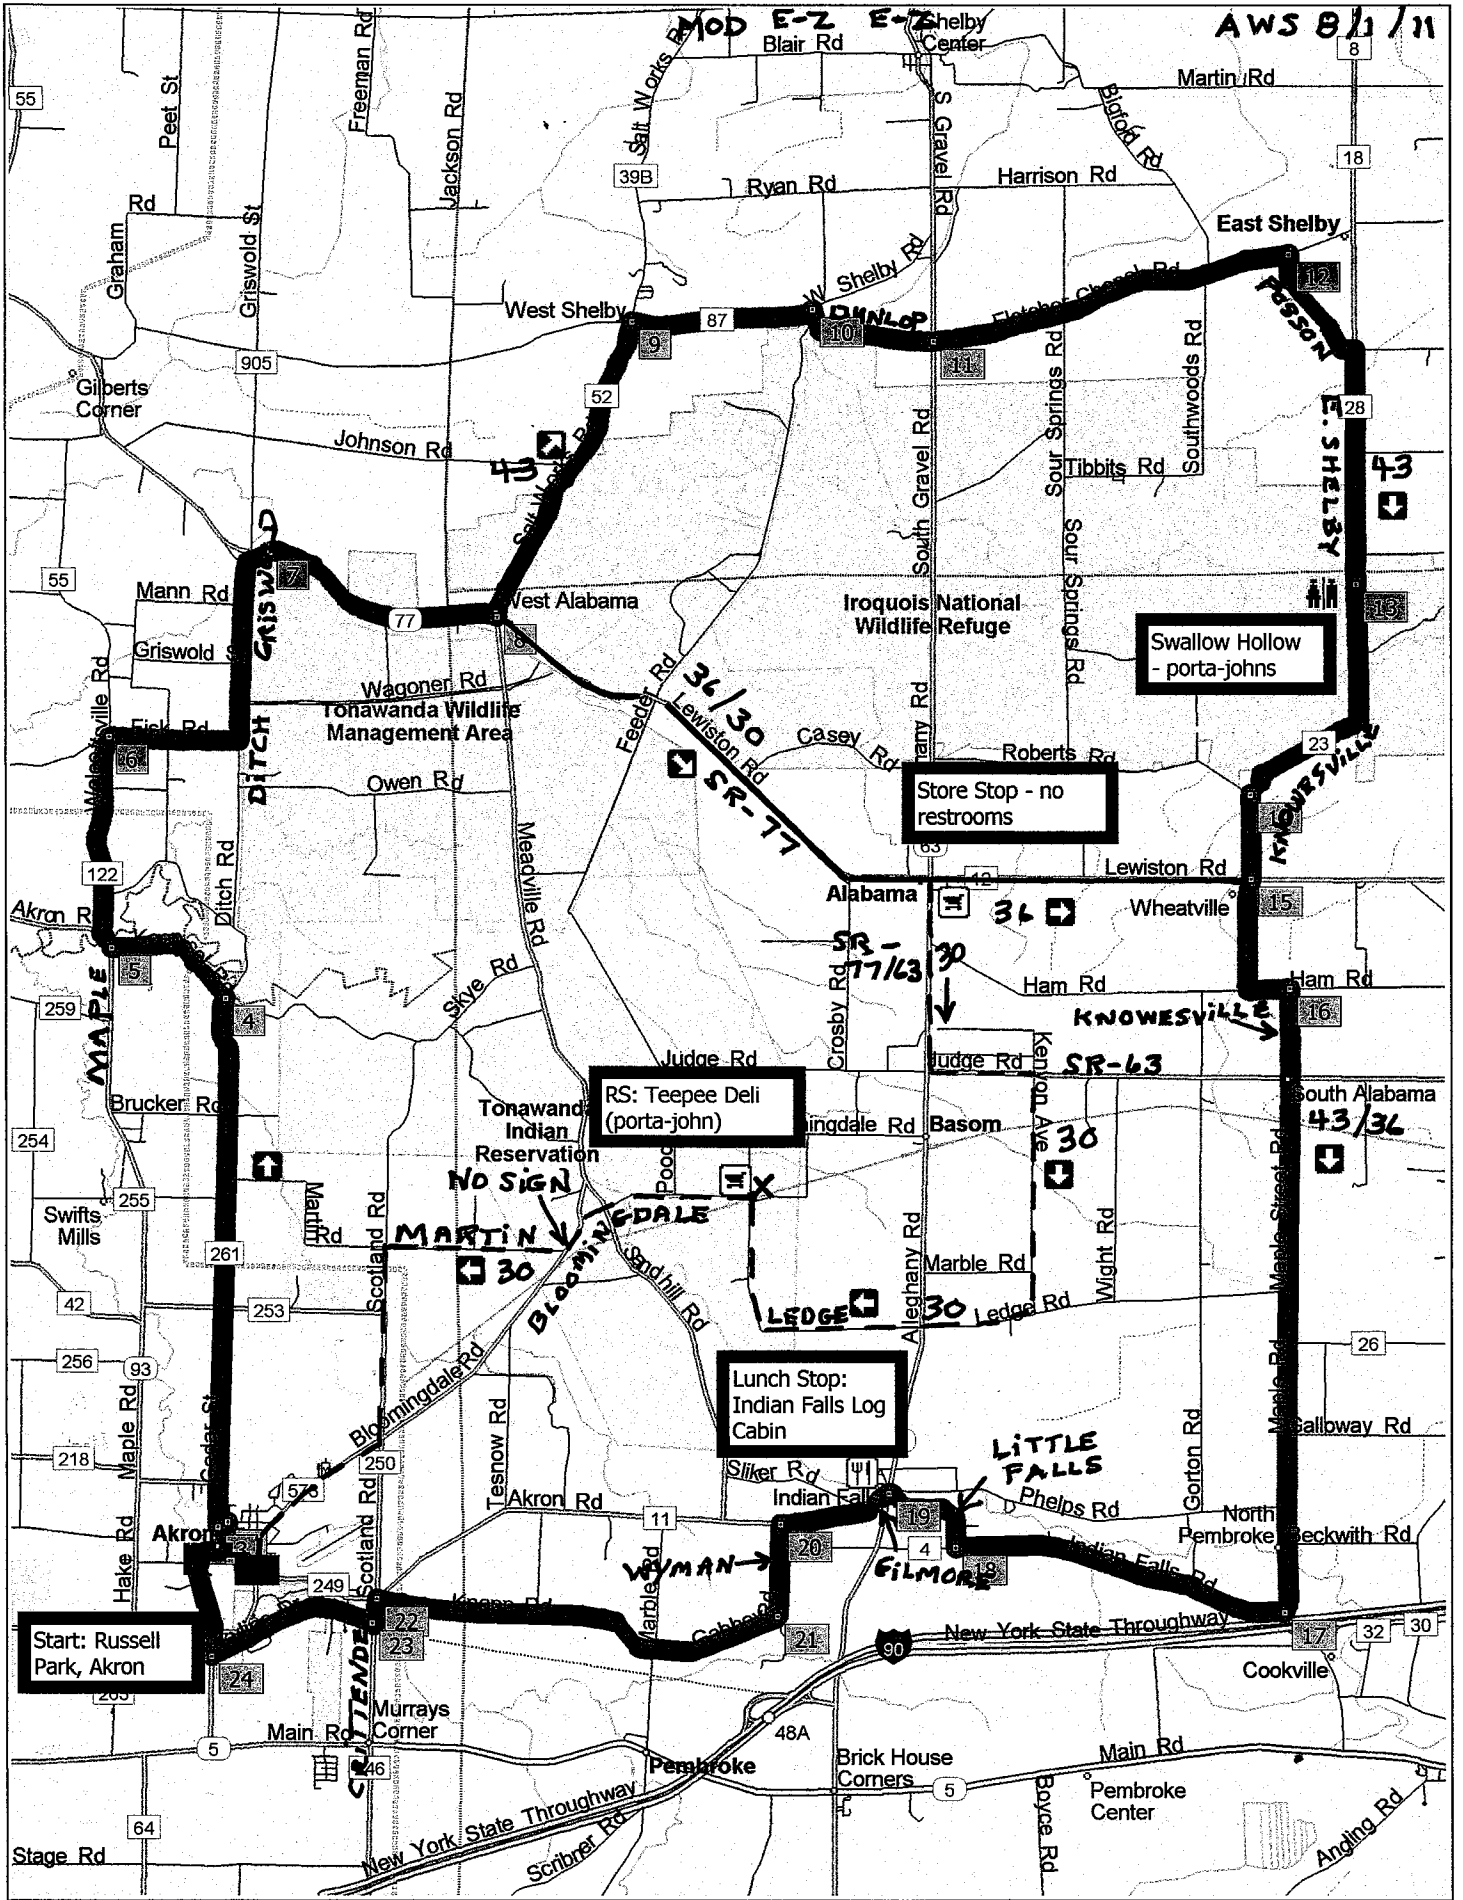 MOD E-Z E-Z
AWS 8/1/11
Shelby
Center
Blair Rd
Martin Rd
8
55
Peet St
Freeman Rd
Jackson Rd
Salt Works Rd
S Gravel Rd
Bigford Rd
18
39B
Ryan Rd
Harrison Rd
Rd
Graham
Griswold St
East Shelby
12
W Shelby Rd
Fletcher Chapel Rd
POSSON
West Shelby
9
87
10
DUNLOP
11
905
Gilberts
Corner
52
28
E. SHELBY
Johnson Rd
43
Salt Works R
South Gravel Rd
Sour Springs Rd
Southwoods Rd
Tibbits Rd
43
7
GRISWOLD
55
Mann Rd
77
West Alabama
8
Iroquois National
Wildlife Refuge
Sour Springs Rd
13
Griswold S
Swallow Hollow
- porta-johns
Wagoner Rd
Tonawanda Wildlife
Management Area
Feeder Rd
36/30
Lewiston Rd
SR-77
Casey Rd
Roberts Rd
23
KNOWESVILLE
Fisk Rd
6
DITCH
Owen Rd
Store Stop - no
restrooms
63
122
Ditch Rd
Meadville Rd
12
Lewiston Rd
Alabama
Wheatville
15
Akron R
5
MAPLE
36
SR-
77/63
30
Skye Rd
Crosby Rd
Ham Rd
Ham Rd
16
KNOWESVILLE
259
4
Judge Rd
Judge Rd
SR-63
Kenyon Ave
Brucker Rd
RS: Teepee Deli
(porta-john)
South Alabama
43/36
254
Tonawanda
Indian
Reservation
ningdale Rd
Basom
30
NO SIGN
255
Swifts
Mills
Martin
Rd
Scotland Rd
MARTIN
30
BLOOMINGDALE
Sandhill Rd
Alleghany Rd
Marble Rd
Wight Rd
Maple Street Rd
261
42
253
LEDGE
30
Ledge Rd
26
256
93
Lunch Stop:
Indian Falls Log
Cabin
Maple Rd
Cedar St
Bloomingdale Rd
Tesnow Rd
Maple Rd
Galloway Rd
218
250
LITTLE
FALLS
Sliker Rd
Gorton Rd
573
Akron Rd
Indian Fall
19
Phelps Rd
North
Pembroke
Beckwith Rd
Akron
3
11
20
4
18
Hake Rd
Scotland Rd
WYMAN
GILMORE
Indian Falls Rd
249
Knapp Rd
Marble Rd
22
23
21
New York State Throughway
90
17
32
30
Start: Russell
Park, Akron
24
CRITTENDEN
Cookville
Murrays
Corner
Main Rd
5
48A
Main Rd
46
Pembroke
Brick House
Corners
5
Pembroke
Center
Boyce Rd
64
New York State Throughway
Scribner Rd
Angling Rd
Stage Rd